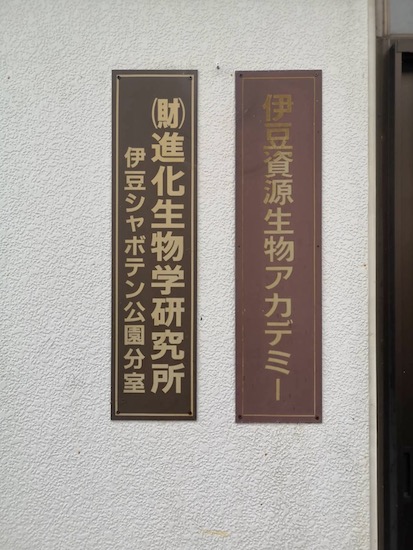 伊豆資源生物アカデミー
㈶進化生物学研究所
伊豆シャボテン公園分室